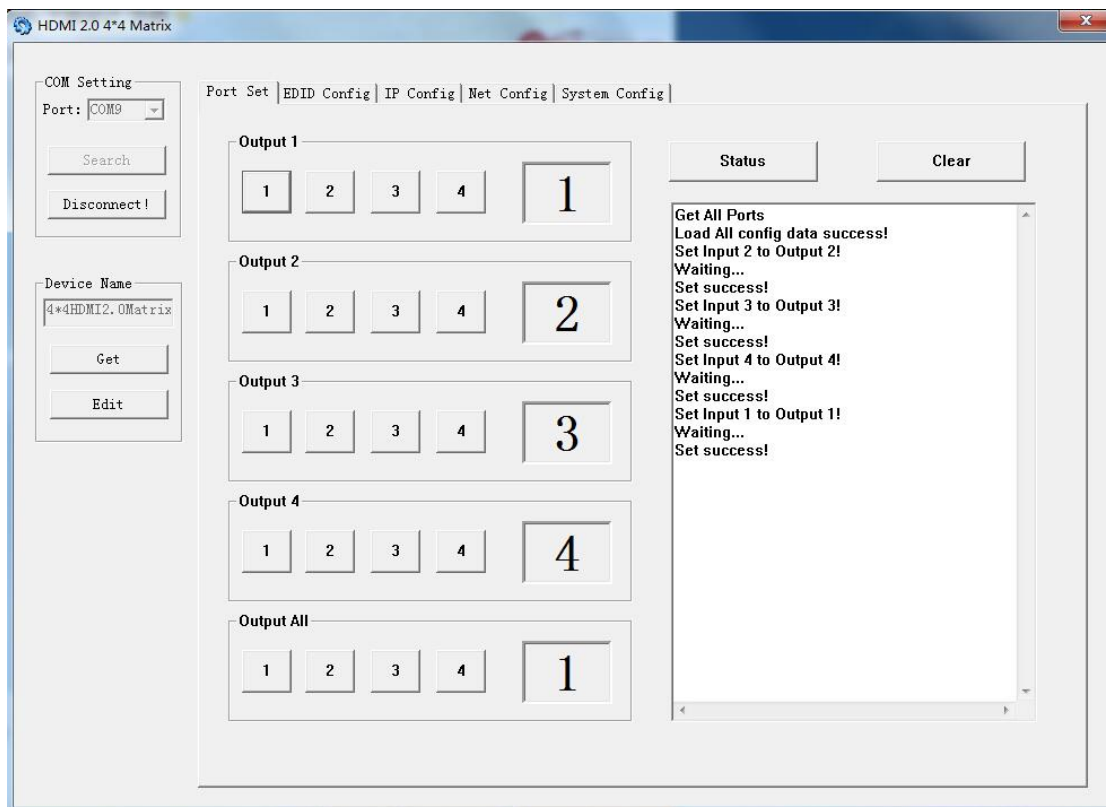 HDMI 2.0 4*4 Matrix
COM Setting
Port: COM9
Search
Disconnect!
Device Name
4*4HDMI2.0Matrix
Get
Edit
Port Set EDID Config IP Config Net Config System Config
Output 1
1 2 3 4 1
Output 2
1 2 3 4 2
Output 3
1 2 3 4 3
Output 4
1 2 3 4 4
Output All
1 2 3 4 1
Status Clear
Get All Ports
Load All config data success!
Set Input 2 to Output 2!
Waiting...
Set success!
Set Input 3 to Output 3!
Waiting...
Set success!
Set Input 4 to Output 4!
Waiting...
Set success!
Set Input 1 to Output 1!
Waiting...
Set success!